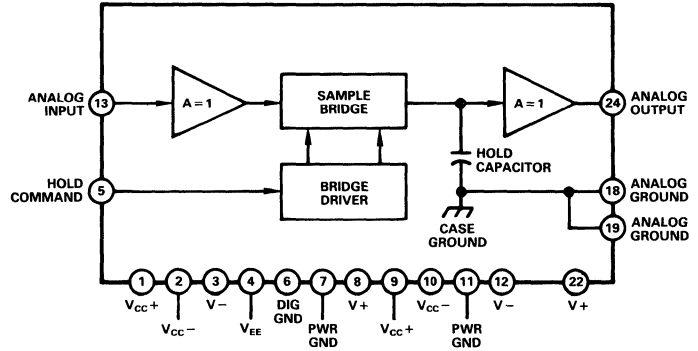 ANALOG
INPUT
13
A = 1
SAMPLE
BRIDGE
A = 1
24
ANALOG
OUTPUT
HOLD
CAPACITOR
HOLD
COMMAND
5
BRIDGE
DRIVER
18
ANALOG
GROUND
CASE
GROUND
19
ANALOG
GROUND
1 2 3 4 6 7 8 9 10 11 12 22
VCC+
VCC−
V−
VEE
DIG
GND
PWR
GND
V+
VCC+
VCC−
PWR
GND
V−
V+